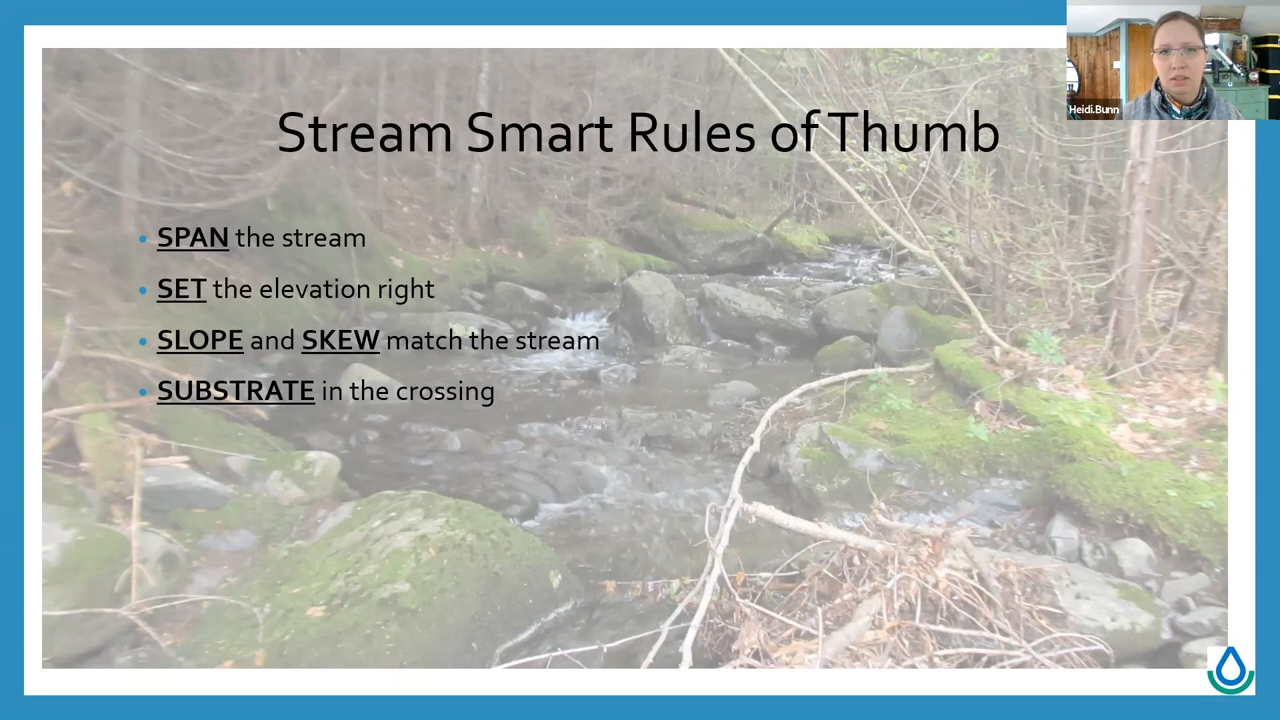 Heidi.Bunn
Stream Smart Rules of Thumb
• SPAN the stream
• SET the elevation right
• SLOPE and SKEW match the stream
• SUBSTRATE in the crossing